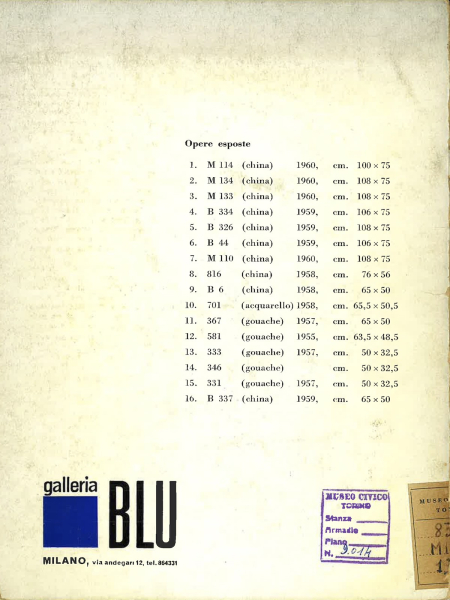 Opere esposte
1. M 114 (china) 1960, cm. 100 × 75
2. M 134 (china) 1960, cm. 108 × 75
3. M 133 (china) 1960, cm. 108 × 75
4. B 334 (china) 1959, cm. 106 × 75
5. B 326 (china) 1959, cm. 108 × 75
6. B 44 (china) 1959, cm. 106 × 75
7. M 110 (china) 1960, cm. 108 × 75
8. 816 (china) 1958, cm. 76 × 56
9. B 6 (china) 1958, cm. 65 × 50
10. 701 (acquarello) 1958, cm. 65,5 × 50,5
11. 367 (gouache) 1957, cm. 65 × 50
12. 581 (gouache) 1955, cm. 63,5 × 48,5
13. 333 (gouache) 1957, cm. 50 × 32,5
14. 346 (gouache) cm. 50 × 32,5
15. 331 (gouache) 1957, cm. 50 × 32,5
16. B 337 (china) 1959, cm. 65 × 50
galleria
BLU
MILANO, via andegari 12, tel. 864331
MUSEO CIVICO
TORINO
Stanza
Armadio
Piano
N. 9014
MUSEO
TO
8
MI
1,